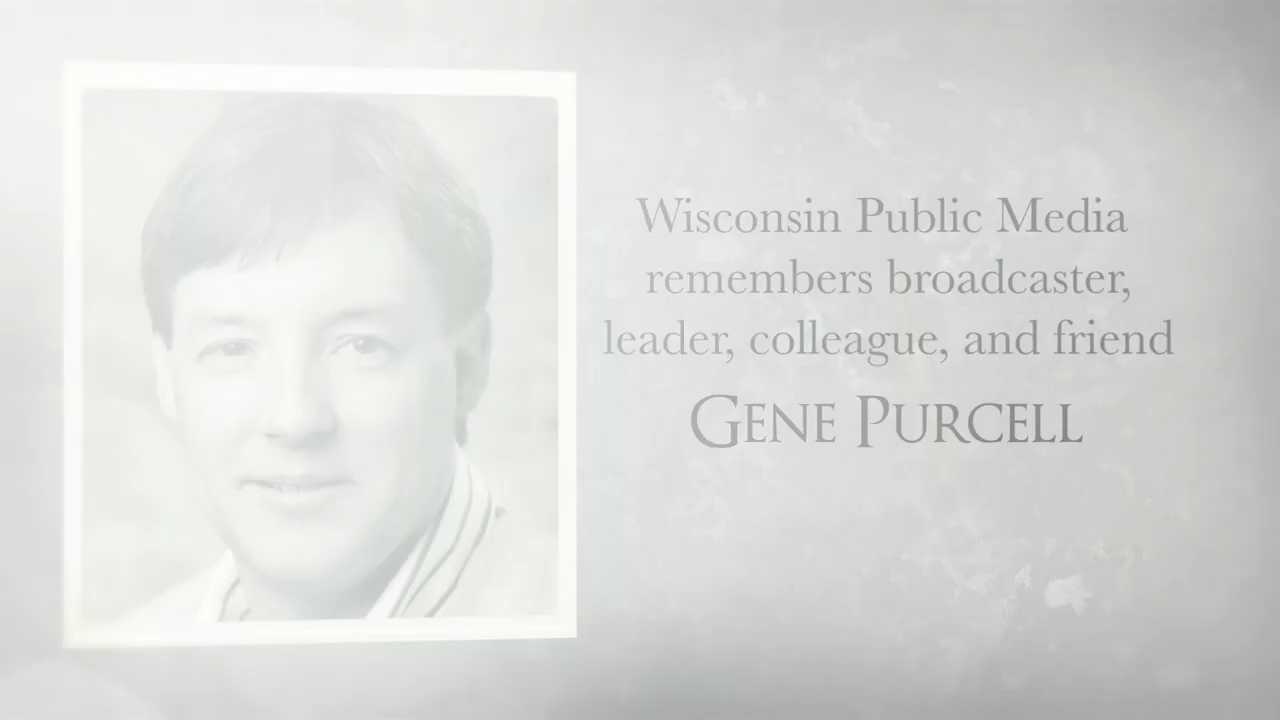 Wisconsin Public Media
remembers broadcaster,
leader, colleague, and friend
GENE PURCELL